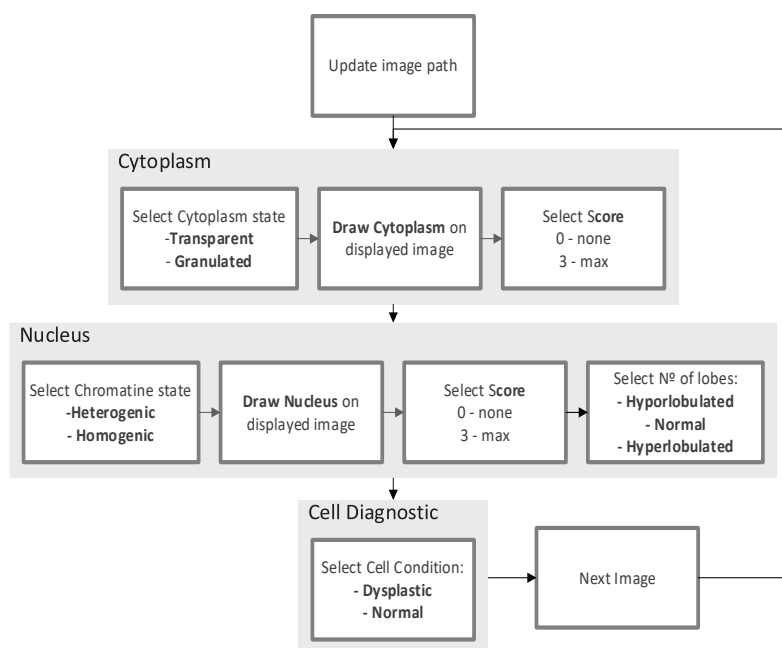 Update image path
Cytoplasm
Select Cytoplasm state
-Transparent
- Granulated
Draw Cytoplasm on
displayed image
Select Score
0 - none
3 - max
Nucleus
Select Chromatine state
-Heterogenic
- Homogenic
Draw Nucleus on
displayed image
Select Score
0 - none
3 - max
Select Nº of lobes:
- Hyporlobulated
- Normal
- Hyperlobulated
Cell Diagnostic
Select Cell Condition:
- Dysplastic
- Normal
Next Image